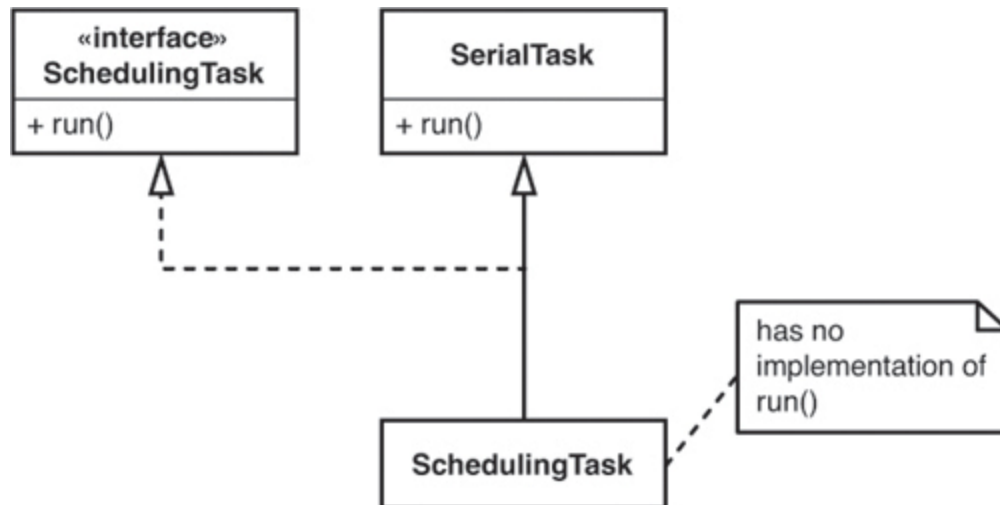 «interface»
SchedulingTask
+ run()
SerialTask
+ run()
has no
implementation of
run()
SchedulingTask